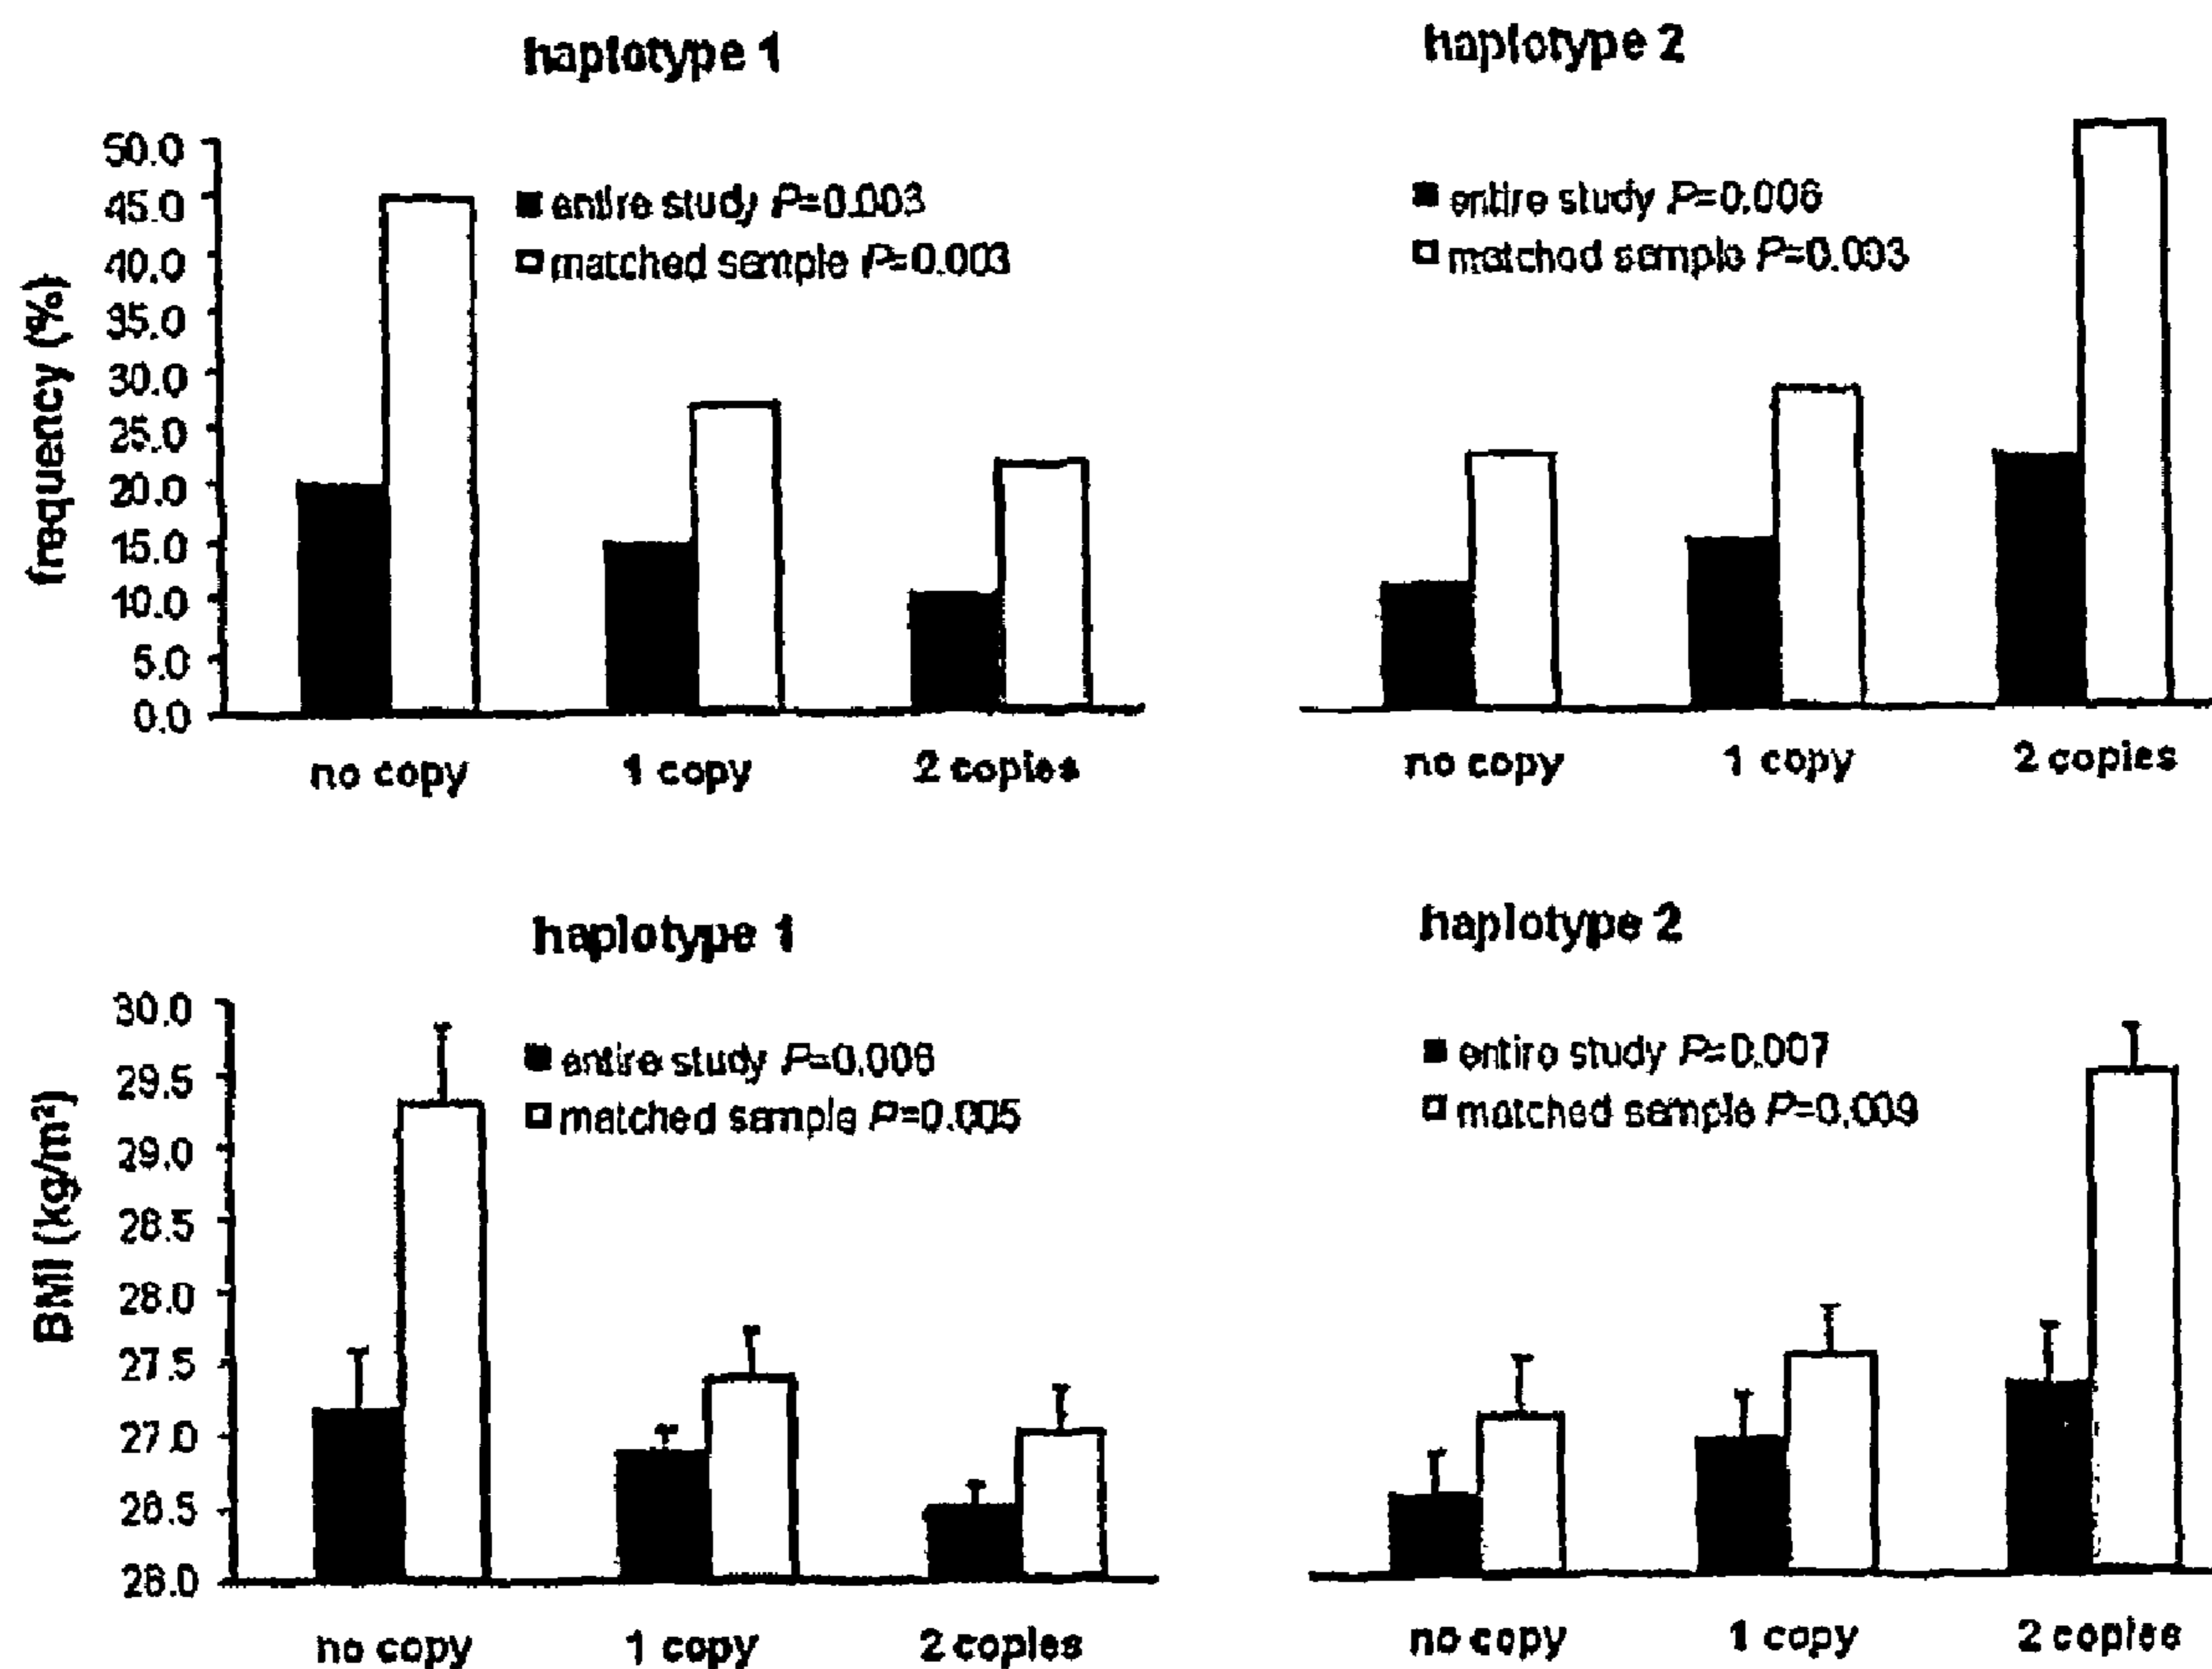 haplotype 1
entire study P=0.003
matched sample P=0.003
frequency (%)
50.0
45.0
40.0
35.0
30.0
25.0
20.0
15.0
10.0
5.0
0.0
no copy 1 copy 2 copies
haplotype 2
entire study P=0.006
matched sample P=0.003
no copy 1 copy 2 copies
haplotype 1
entire study P=0.006
matched sample P=0.005
BMI (kg/m²)
30.0
29.5
29.0
28.5
28.0
27.5
27.0
26.5
26.0
no copy 1 copy 2 copies
haplotype 2
entire study P=0.007
matched sample P=0.009
no copy 1 copy 2 copies